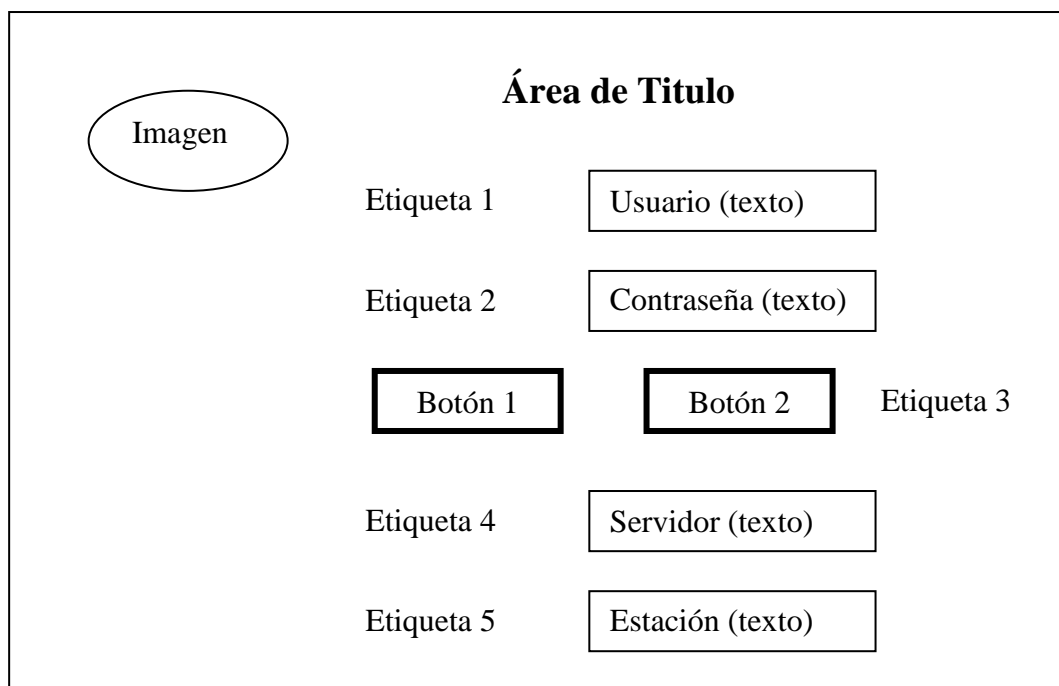 Área de Titulo
Imagen
Etiqueta 1 Usuario (texto)
Etiqueta 2 Contraseña (texto)
Botón 1 Botón 2 Etiqueta 3
Etiqueta 4 Servidor (texto)
Etiqueta 5 Estación (texto)